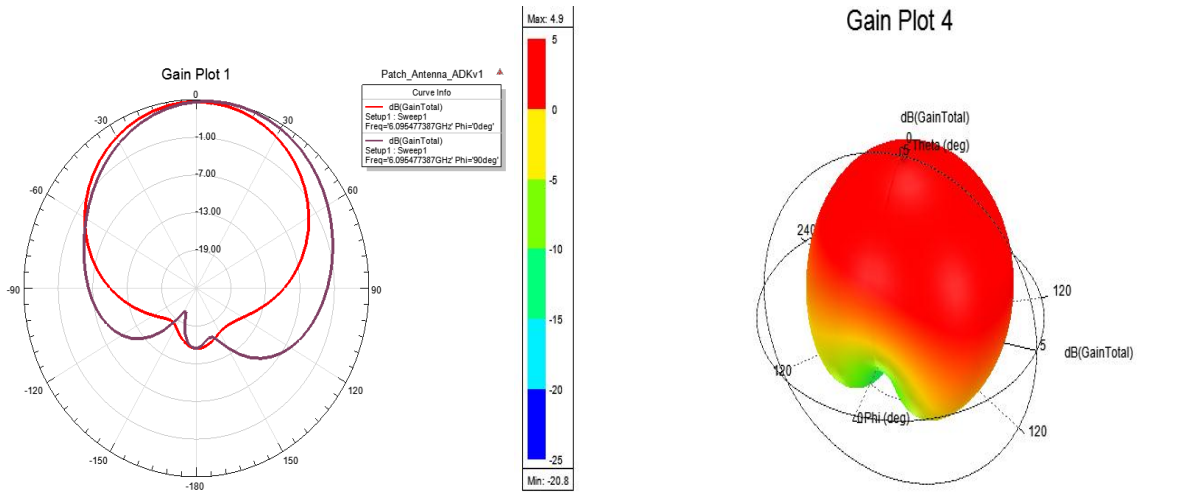 Gain Plot 1
Patch_Antenna_ADKv1
Curve Info
dB(GainTotal)
Setup1 : Sweep1
Freq='6.095477387GHz' Phi='0deg'
dB(GainTotal)
Setup1 : Sweep1
Freq='6.095477387GHz' Phi='90deg'
0
-30
30
-1.00
-60
60
-7.00
-13.00
-19.00
-90
90
-120
120
-150
150
-180
Max: 4.9
5
0
-5
-10
-15
-20
-25
Min: -20.8
Gain Plot 4
dB(GainTotal)
0
Theta (deg)
240
120
5
dB(GainTotal)
120
Phi (deg)
120